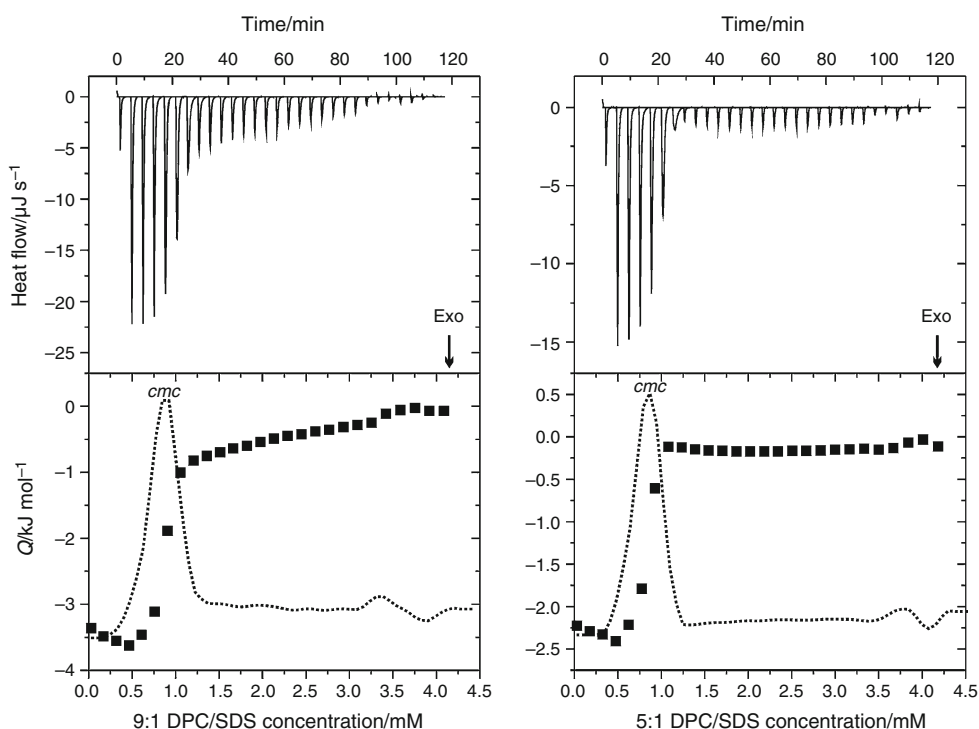 Time/min
0 20 40 60 80 100 120
Heat flow/μJ s⁻¹
0
–5
–10
–15
–20
–25
Exo
cmc
Q/kJ mol⁻¹
0
–1
–2
–3
–4
0.0 0.5 1.0 1.5 2.0 2.5 3.0 3.5 4.0 4.5
9:1 DPC/SDS concentration/mM
Time/min
0 20 40 60 80 100 120
0
–5
–10
–15
Exo
cmc
0.5
0.0
–0.5
–1.0
–1.5
–2.0
–2.5
0.0 0.5 1.0 1.5 2.0 2.5 3.0 3.5 4.0 4.5
5:1 DPC/SDS concentration/mM